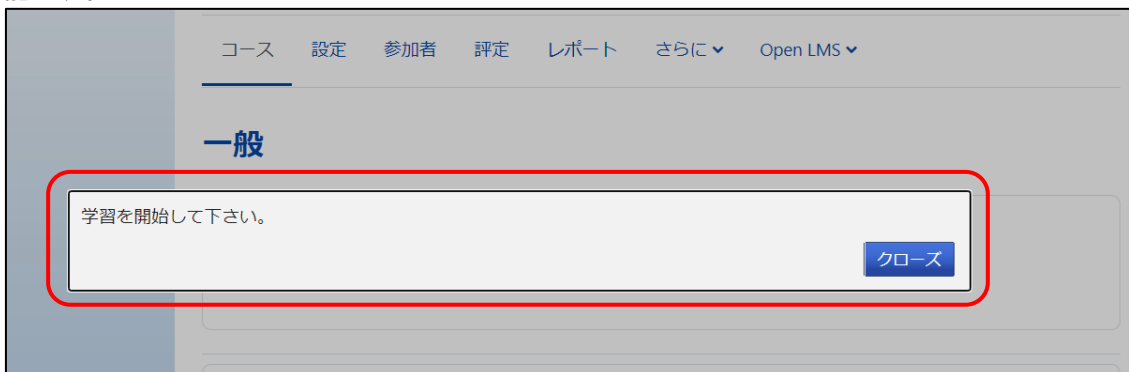 コース 設定 参加者 評定 レポート さらに Open LMS
一般
学習を開始して下さい。
クローズ